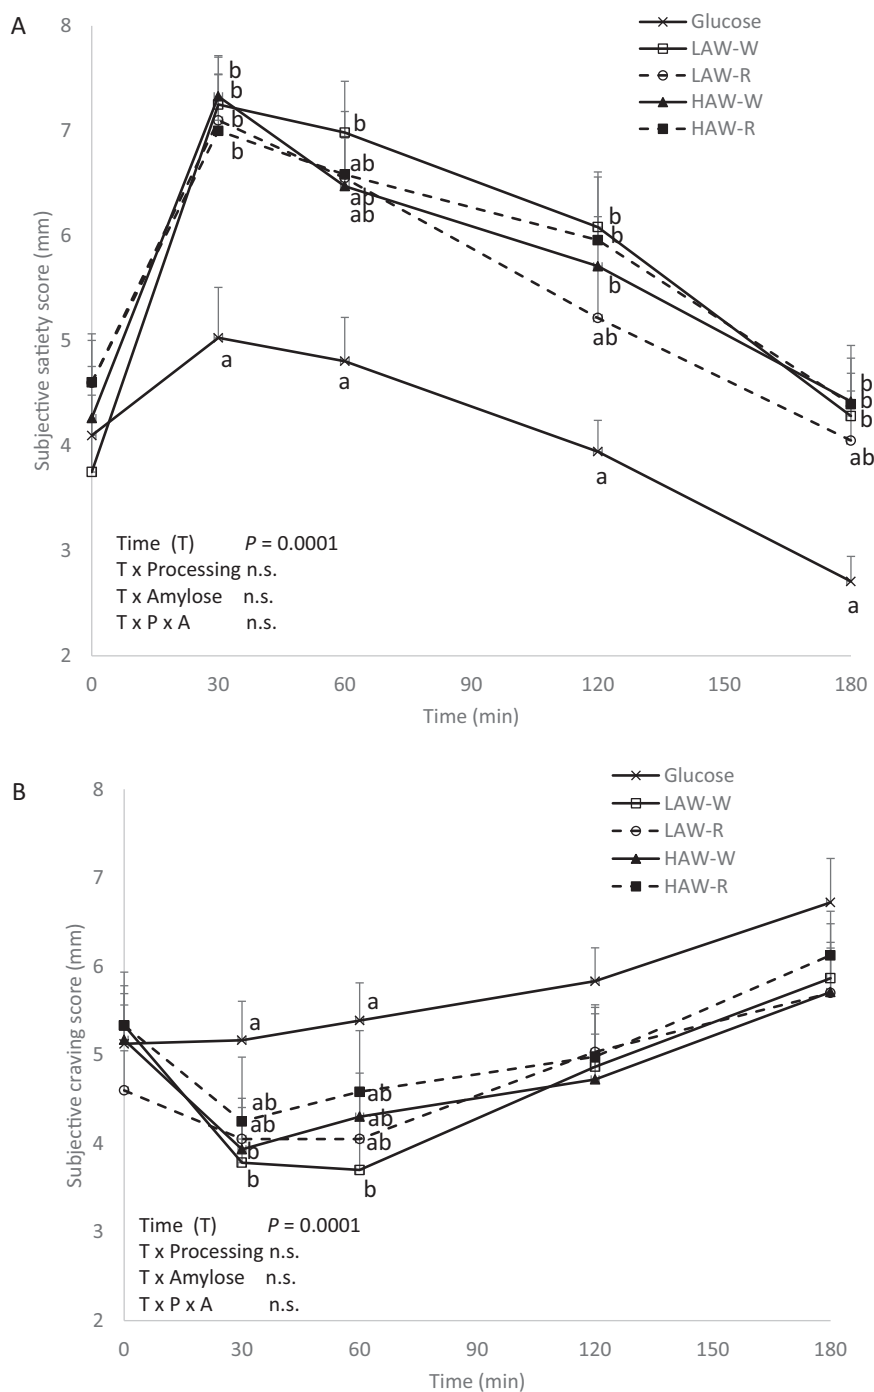 A
8
7
6
5
4
3
2
Subjective satiety score (mm)
Glucose
LAW-W
LAW-R
HAW-W
HAW-R
b
b
b
b
b
ab
ab
ab
b
b
b
ab
b
b
b
ab
a
a
a
a
Time (T) P = 0.0001
T x Processing n.s.
T x Amylose n.s.
T x P x A n.s.
0 30 60 90 120 150 180
Time (min)
B
8
7
6
5
4
3
2
Subjective craving score (mm)
Glucose
LAW-W
LAW-R
HAW-W
HAW-R
a
a
ab
ab
b
b
ab
ab
ab
b
Time (T) P = 0.0001
T x Processing n.s.
T x Amylose n.s.
T x P x A n.s.
0 30 60 90 120 150 180
Time (min)